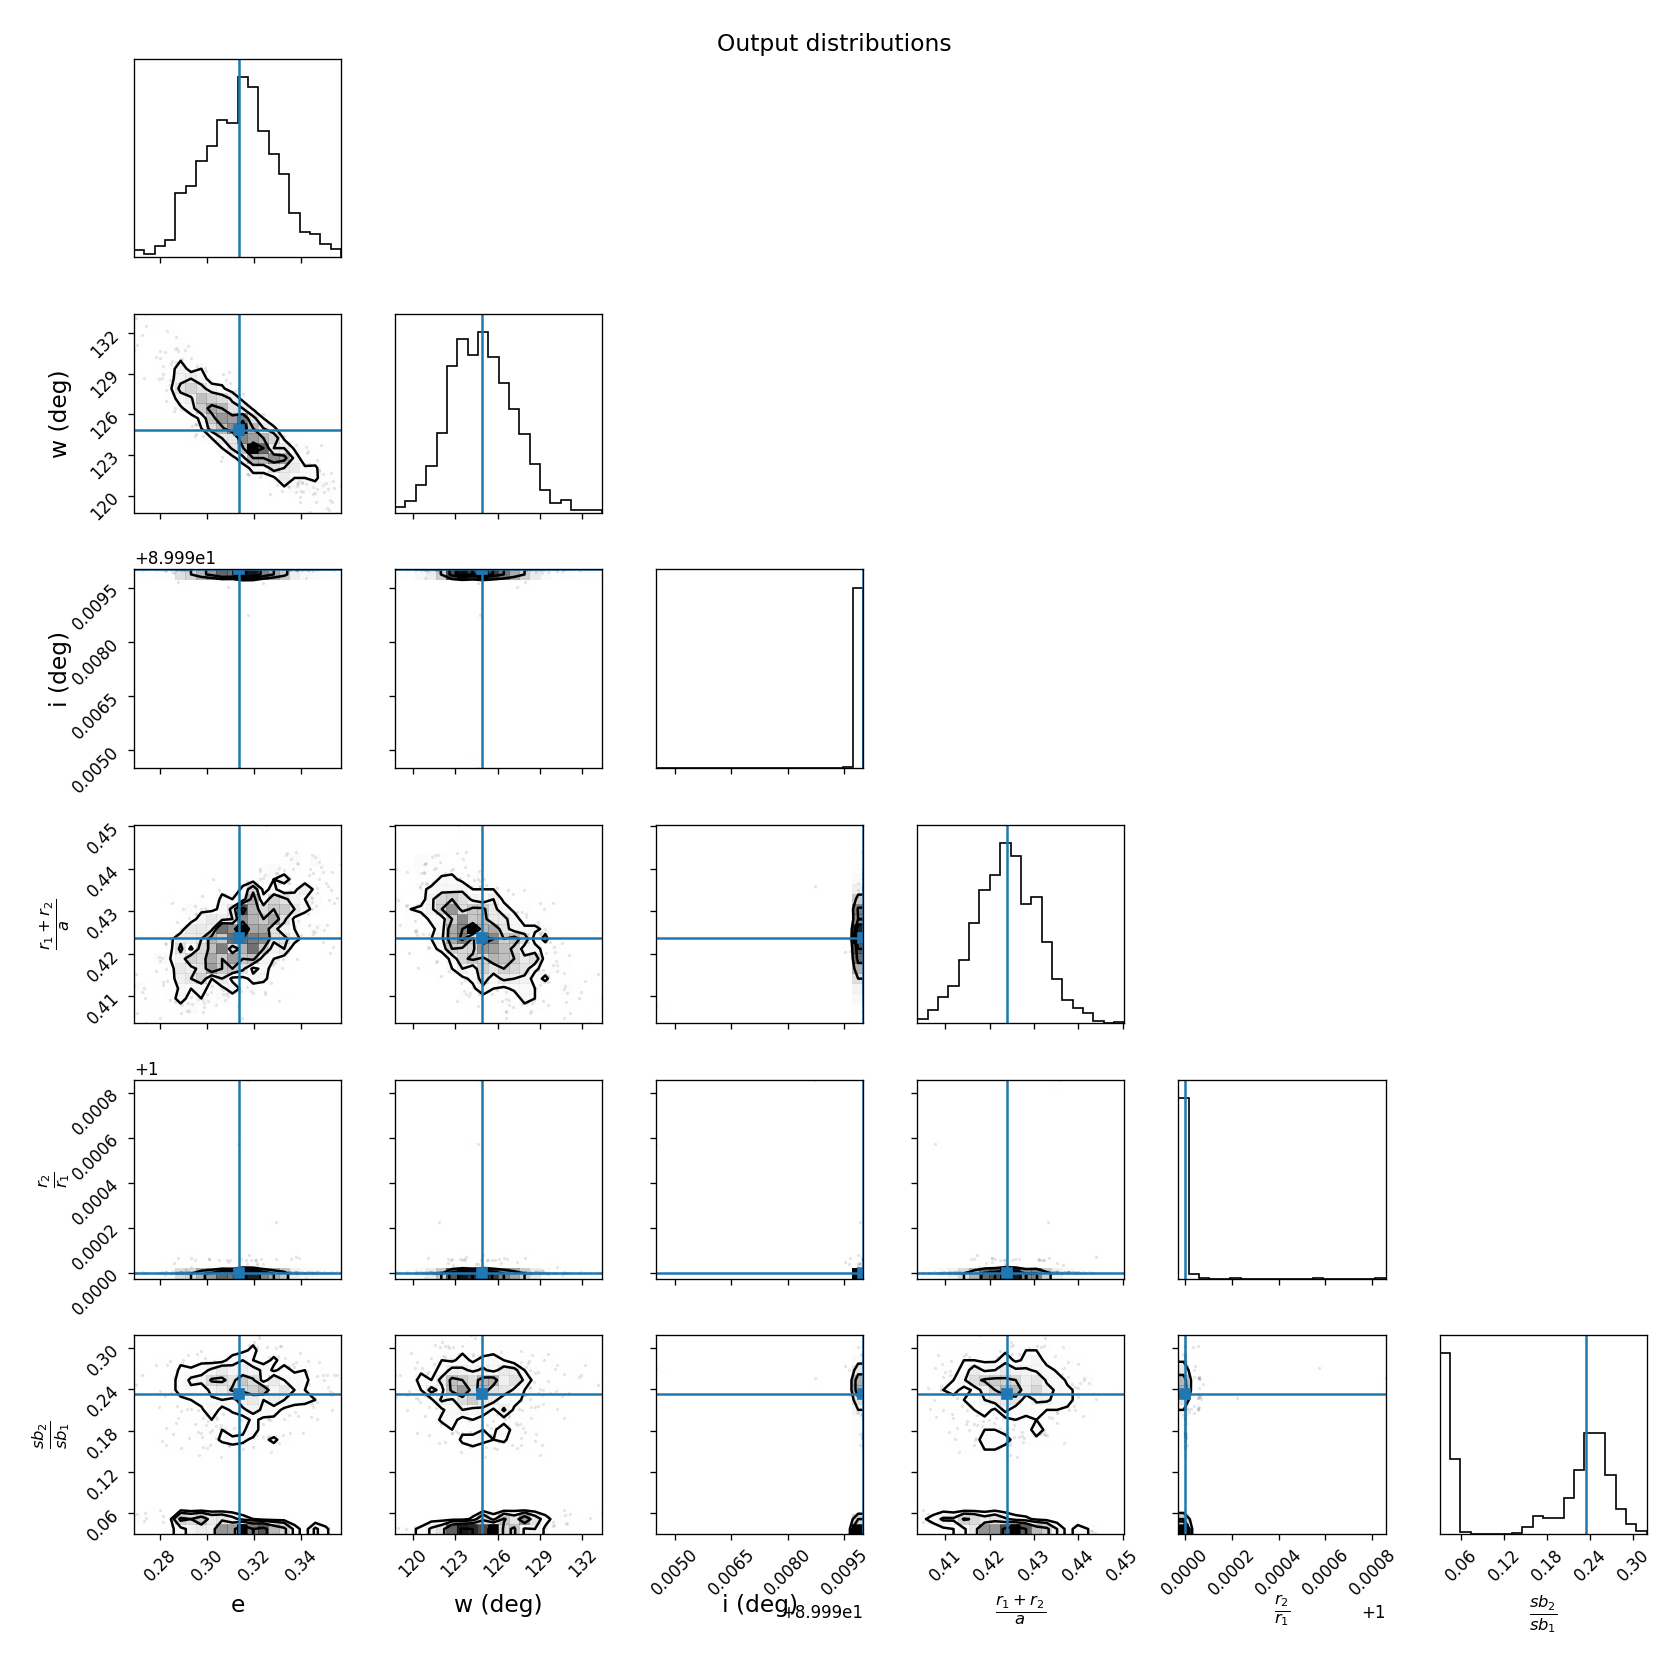 Output distributions
w (deg)
132
129
126
123
120
+8.999e1
i (deg)
0.0095
0.0080
0.0065
0.0050
r₁ + r₂
a
0.45
0.44
0.43
0.42
0.41
+1
r₂
r₁
0.0008
0.0006
0.0004
0.0002
0.0000
sb₂
sb₁
0.30
0.24
0.18
0.12
0.06
0.28 0.30 0.32 0.34 120 123 126 129 132 0.0050 0.0065 0.0080 0.0095 0.41 0.42 0.43 0.44 0.45 0.0000 0.0002 0.0004 0.0006 0.0008 0.06 0.12 0.18 0.24 0.30
e w (deg) i (deg) +8.999e1
r₁ + r₂
a
r₂
r₁
+1
sb₂
sb₁